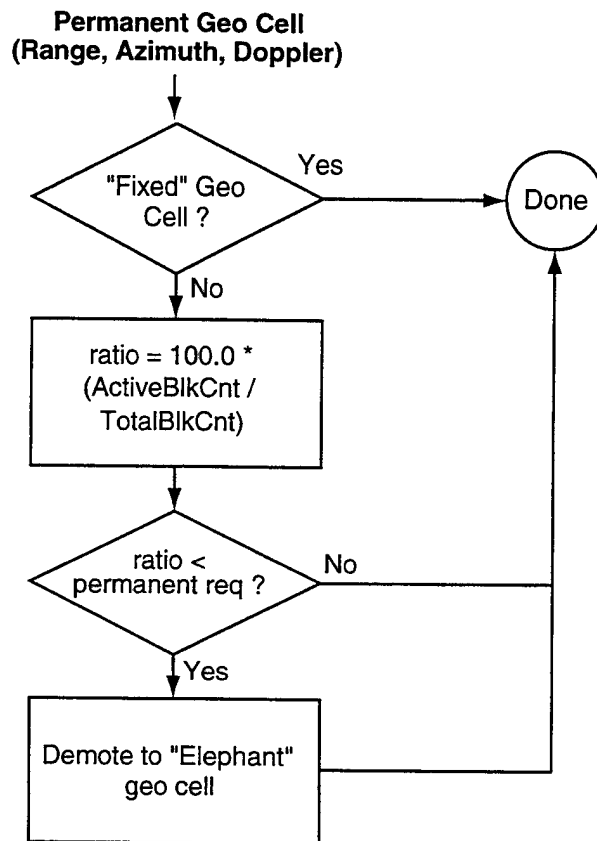 Permanent Geo Cell
(Range, Azimuth, Doppler)
"Fixed" Geo
Cell ?
Yes
Done
No
ratio = 100.0 *
(ActiveBlkCnt /
TotalBlkCnt)
ratio <
permanent req ?
No
Yes
Demote to "Elephant"
geo cell